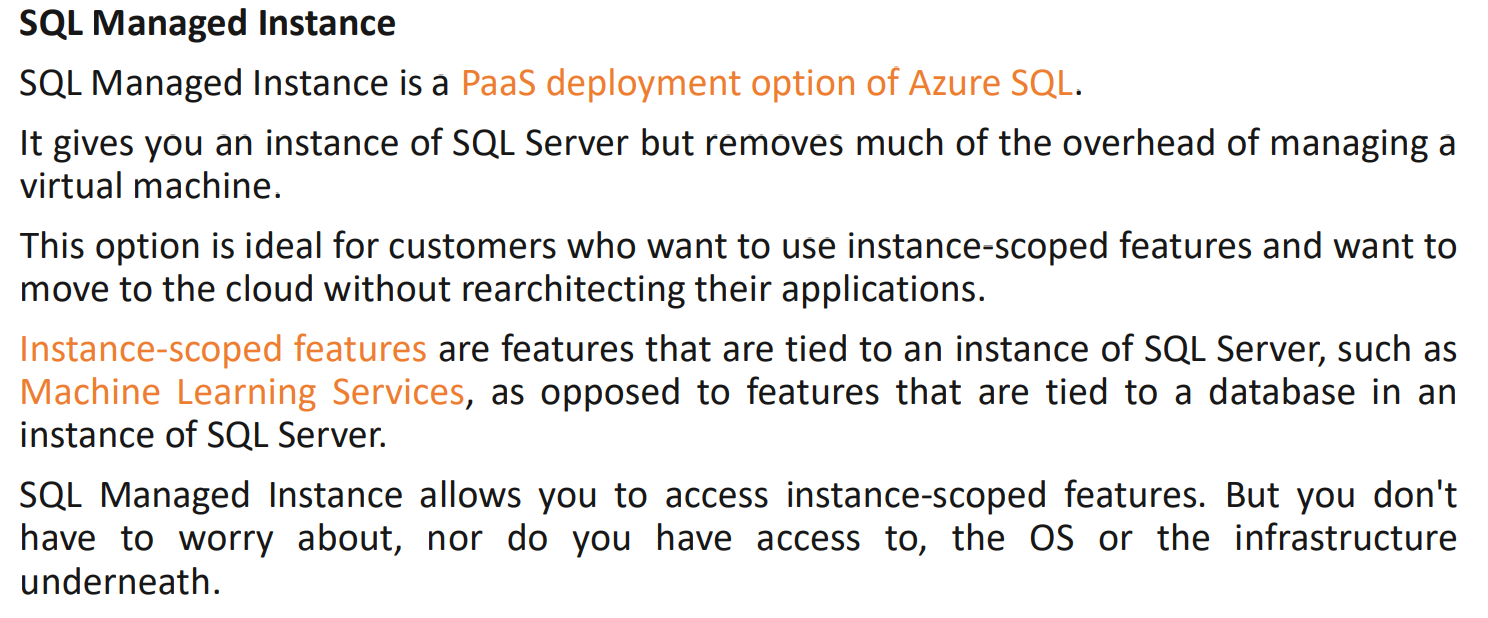 SQL Managed Instance
SQL Managed Instance is a PaaS deployment option of Azure SQL.
It gives you an instance of SQL Server but removes much of the overhead of managing a
virtual machine.
This option is ideal for customers who want to use instance-scoped features and want to
move to the cloud without rearchitecting their applications.
Instance-scoped features are features that are tied to an instance of SQL Server, such as
Machine Learning Services, as opposed to features that are tied to a database in an
instance of SQL Server.
SQL Managed Instance allows you to access instance-scoped features. But you don't
have to worry about, nor do you have access to, the OS or the infrastructure
underneath.